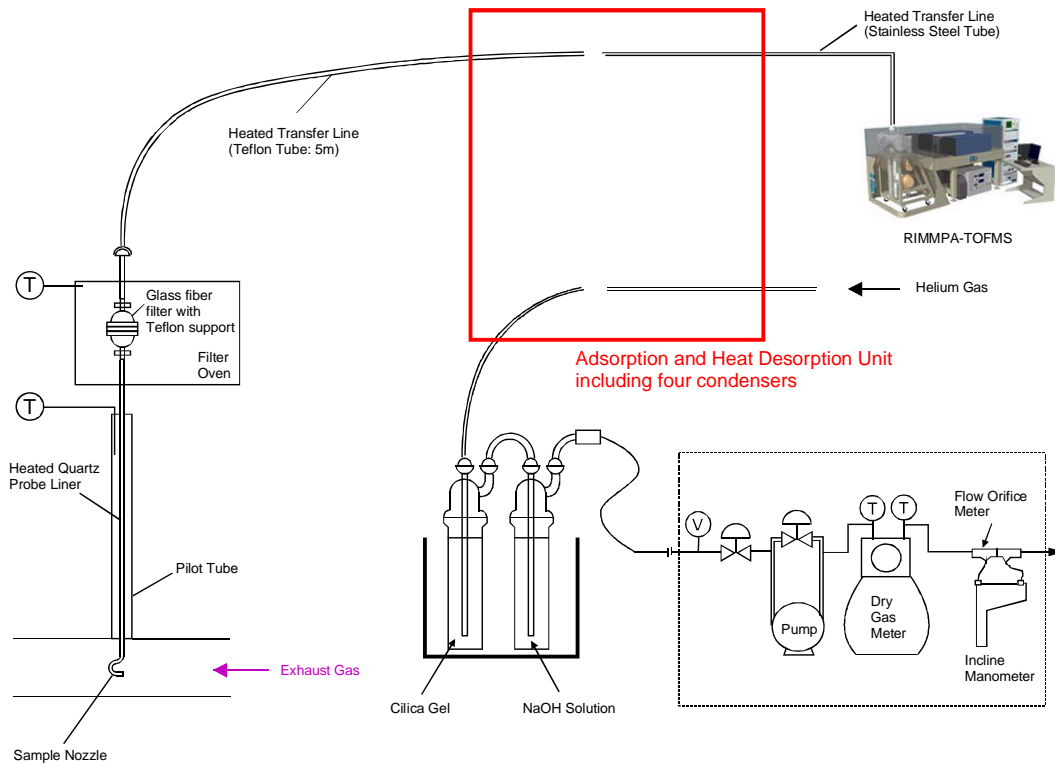 Heated Transfer Line
(Stainless Steel Tube)
Heated Transfer Line
(Teflon Tube: 5m)
RIMMPA-TOFMS
T
Glass fiber
filter with
Teflon support
Filter
Oven
Helium Gas
Adsorption and Heat Desorption Unit
including four condensers
T
Heated Quartz
Probe Liner
Pilot Tube
Exhaust Gas
Sample Nozzle
Cilica Gel
NaOH Solution
V
Pump
T
T
Dry
Gas
Meter
Flow Orifice
Meter
Incline
Manometer